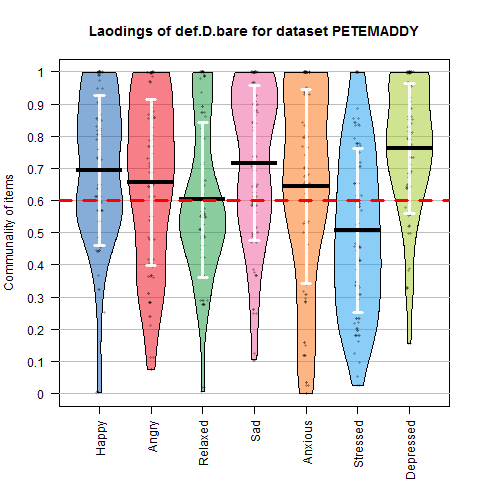 Laodings of def.D.bare for dataset PETEMADDY
Communality of items
1
0.9
0.8
0.7
0.6
0.5
0.4
0.3
0.2
0.1
0
Happy
Angry
Relaxed
Sad
Anxious
Stressed
Depressed